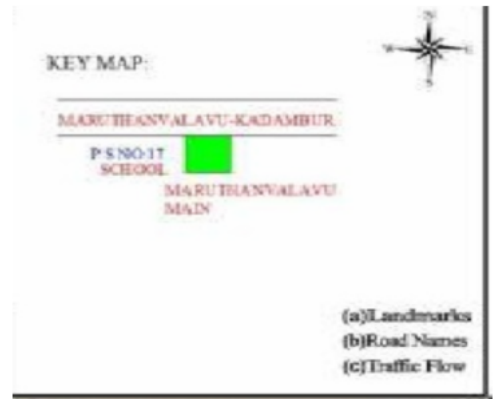 N
W E
S
KEY MAP:
MARUTHANVALAVU-KADAMBUR
P S NO 17
SCHOOL
MARUTHANVALAVU
MAIN
(a)Landmarks
(b)Road Names
(c)Traffic Flow